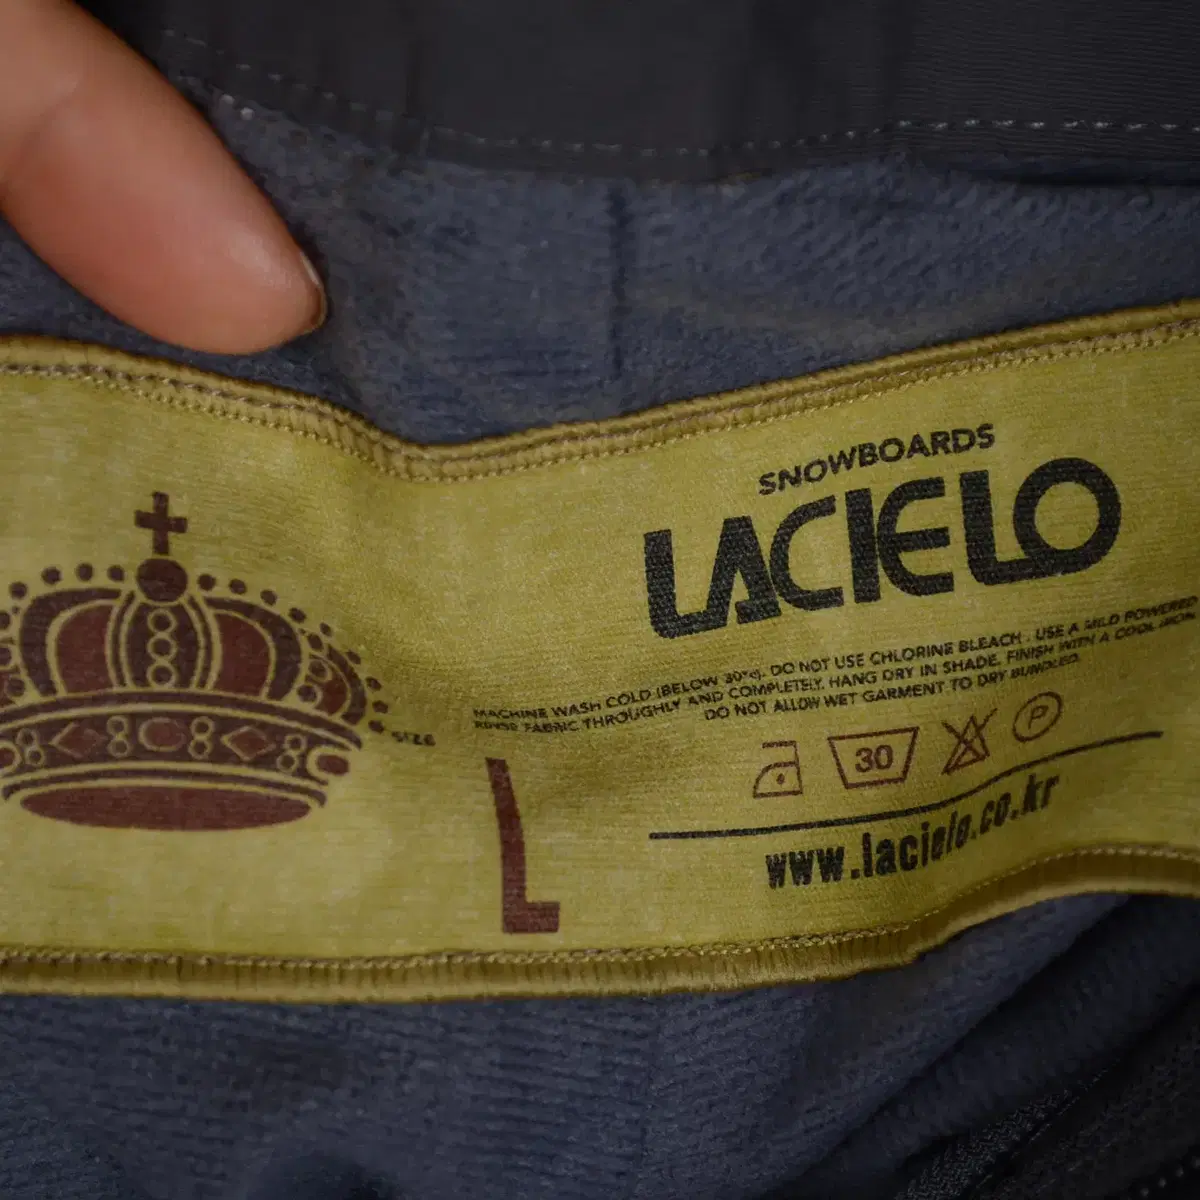 SNOWBOARDS
LACIELO
MACHINE WASH COLD (BELOW 30°c). DO NOT USE CHLORINE BLEACH . USE A MILD POWERED
RINSE FABRIC THROUGHLY AND COMPLETELY. HANG DRY IN SHADE. FINISH WITH A COOL IRON.
DO NOT ALLOW WET GARMENT TO DRY BUNDLED.
SIZE
L
30
P
www.lacielo.co.kr